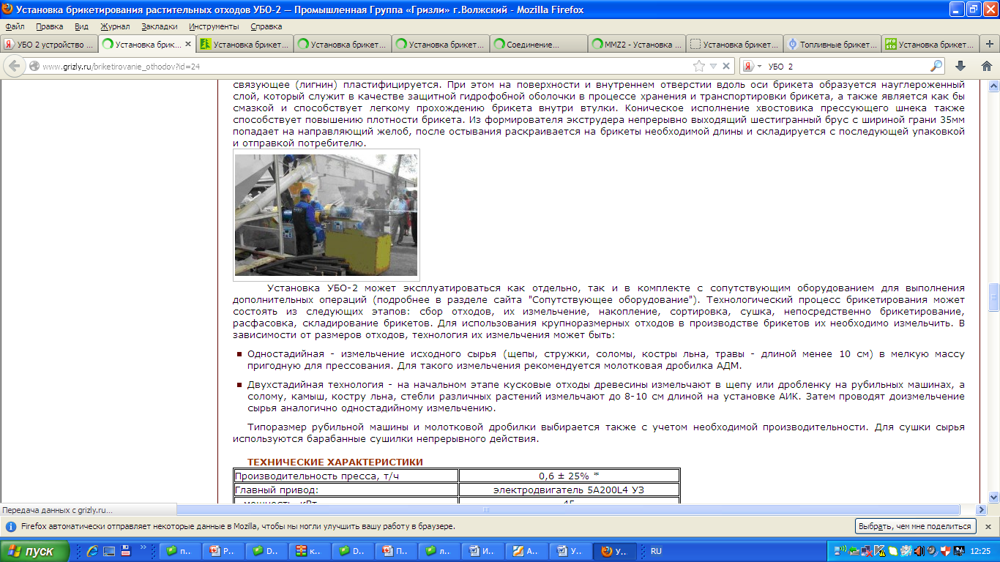 Установка брикетирования растительных отходов УБО-2 — Промышленная Группа «Гризли» г.Волжский - Mozilla Firefox
Файл Правка Вид Журнал Закладки Инструменты Справка
УБО 2 устройство ... Установка брик... Установка брикет... Установка брикет... Установка брикет... Соединение... MMZ2 - Установка ... Установка брикет... Топливные брикет... Установка брикет...
www.grizly.ru/briketirovanie_othodov?id=24 УБО 2
связующее (лигнин) пластифицируется. При этом на поверхности и внутреннем отверстии вдоль оси брикета образуется науглероженный
слой, который служит в качестве защитной гидрофобной оболочки в процессе хранения и транспортировки брикета, а также является как бы
смазкой и способствует легкому прохождению брикета внутри втулки. Коническое исполнение хвостовика прессующего шнека также
способствует повышению плотности брикета. Из формирователя экструдера непрерывно выходящий шестигранный брус с шириной грани 35мм
попадает на направляющий желоб, после остывания раскраивается на брикеты необходимой длины и складируется с последующей упаковкой
и отправкой потребителю.
Установка УБО-2 может эксплуатироваться как отдельно, так и в комплекте с сопутствующим оборудованием для выполнения
дополнительных операций (подробнее в разделе сайта "Сопутствующее оборудование"). Технологический процесс брикетирования может
состоять из следующих этапов: сбор отходов, их измельчение, накопление, сортировка, сушка, непосредственно брикетирование,
расфасовка, складирование брикетов. Для использования крупноразмерных отходов в производстве брикетов их необходимо измельчить. В
зависимости от размеров отходов, технология их измельчения может быть:
Одностадийная - измельчение исходного сырья (щепы, стружки, соломы, костры льна, травы - длиной менее 10 см) в мелкую массу
пригодную для прессования. Для такого измельчения рекомендуется молотковая дробилка АДМ.
Двухстадийная технология - на начальном этапе кусковые отходы древесины измельчают в щепу или дробленку на рубильных машинах, а
солому, камыш, костру льна, стебли различных растений измельчают до 8-10 см длиной на установке АИК. Затем проводят доизмельчение
сырья аналогично одностадийному измельчению.
Типоразмер рубильной машины и молотковой дробилки выбирается также с учетом необходимой производительности. Для сушки сырья
используются барабанные сушилки непрерывного действия.
ТЕХНИЧЕСКИЕ ХАРАКТЕРИСТИКИ
Производительность пресса, т/ч 0,6 ± 25% *
Главный привод: электродвигатель 5А200L4 УЗ
- мощность, кВт 45
Передача данных с grizly.ru...
Firefox автоматически отправляет некоторые данные в Mozilla, чтобы мы могли улучшить вашу работу в браузере. Выбрать, чем мне поделиться
пуск » п... Р... D... к... D... П... л... И... А... У... У... RU 12:25